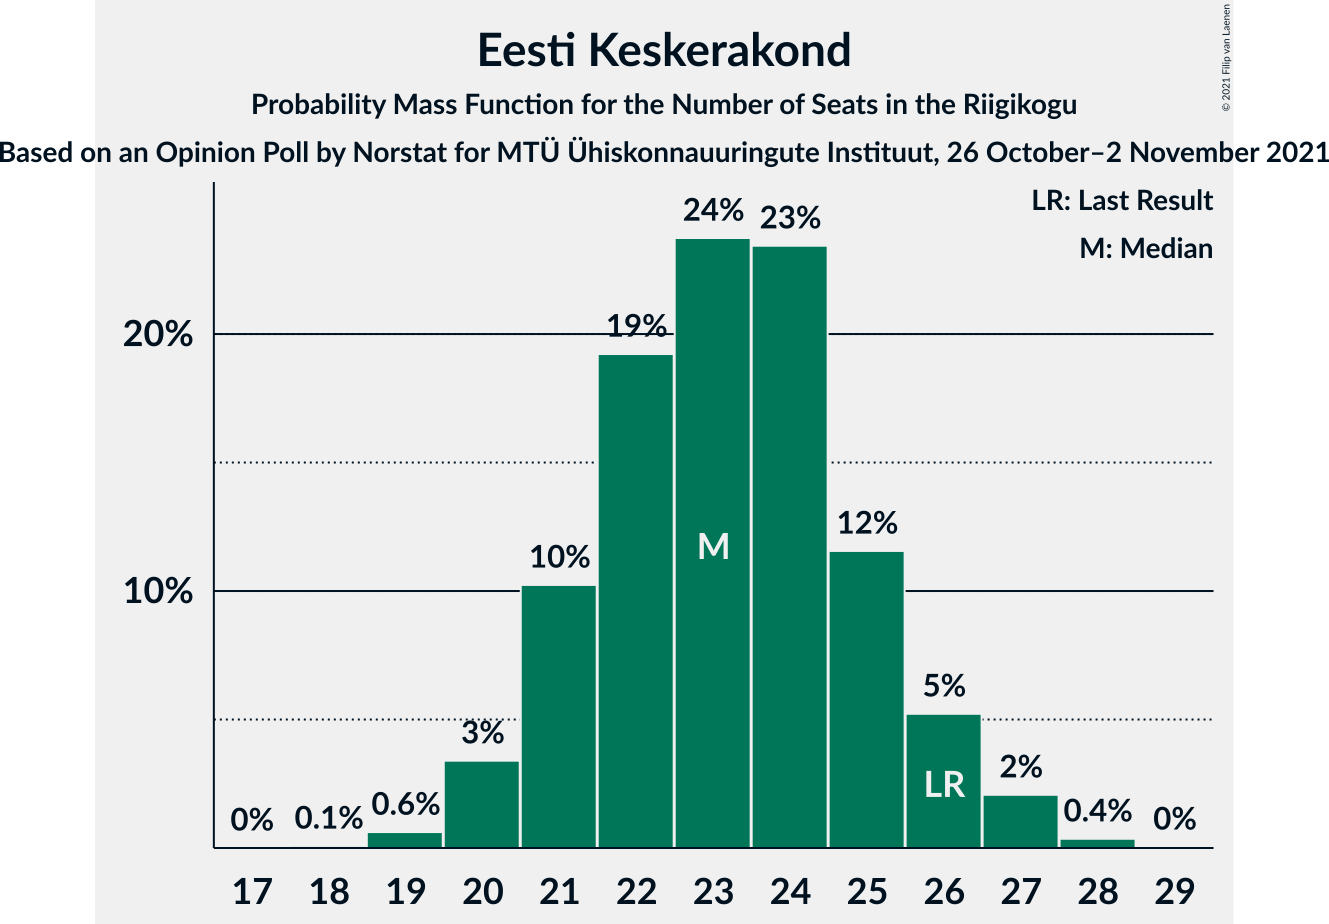 Eesti Keskerakond
Probability Mass Function for the Number of Seats in the Riigikogu
Based on an Opinion Poll by Norstat for MTÜ Ühiskonnauuringute Instituut, 26 October–2 November 2021
© 2021 Filip van Laenen
LR: Last Result
M: Median
24%
23%
20%
19%
12%
M
10%
10%
5%
3%
LR
2%
0%
0.1%
0.6%
0.4%
0%
17 18 19 20 21 22 23 24 25 26 27 28 29